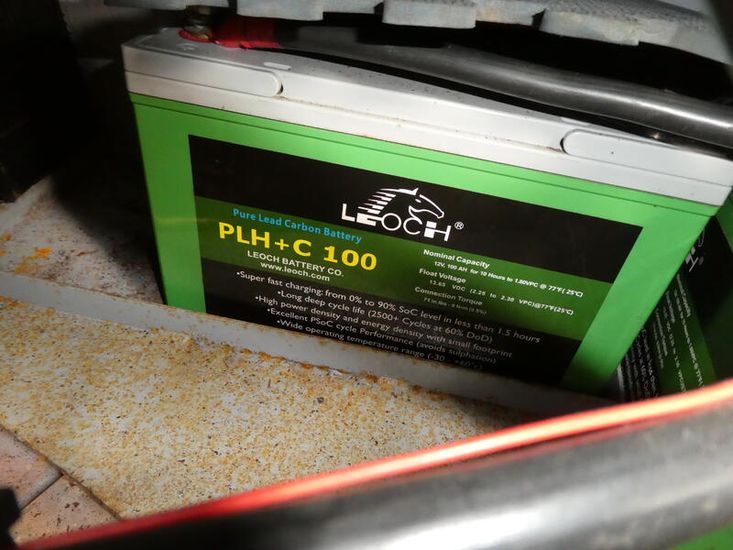 LEOCH®
Pure Lead Carbon Battery
PLH+C 100
LEOCH BATTERY CO.
www.leoch.com
Nominal Capacity
12V, 100 AH for 10 Hours to 1.80VPC @ 77°F (25°C)
Float Voltage
13.65 VDC (2.25 to 2.30 VPC)@77°F(25°C)
Connection Torque
•Super fast charging: from 0% to 90% SoC level in less than 1.5 hours
•Long deep cycle life (2500+ Cycles at 60% DoD)
•High power density and energy density with small footprint
•Excellent PSoC cycle Performance (avoids sulphation)
•Wide operating temperature range (-30